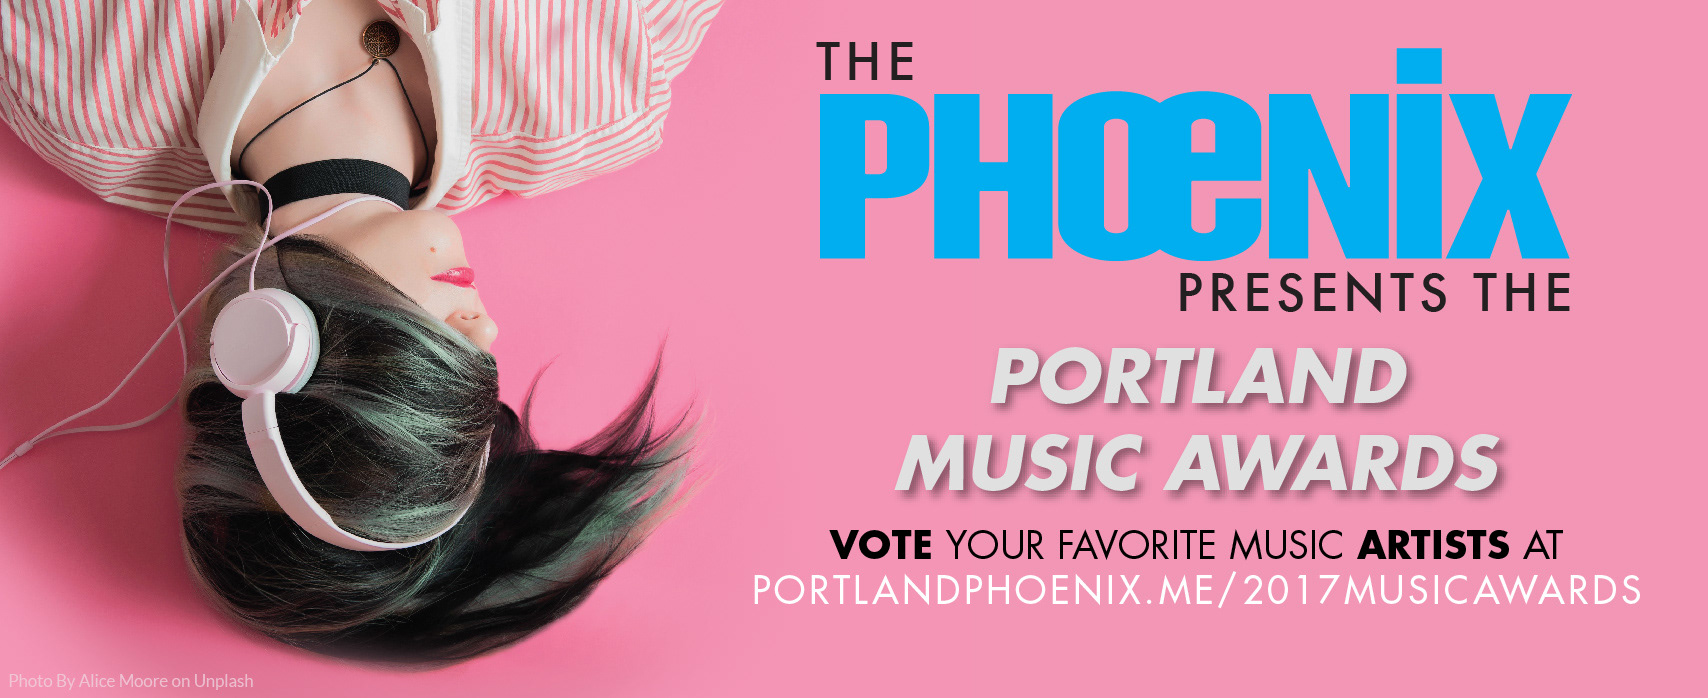 THE
PHŒNiX
PRESENTS THE
PORTLAND
MUSIC AWARDS
VOTE YOUR FAVORITE MUSIC ARTISTS AT
PORTLANDPHOENIX.ME/2017MUSICAWARDS
Photo By Alice Moore on Unplash